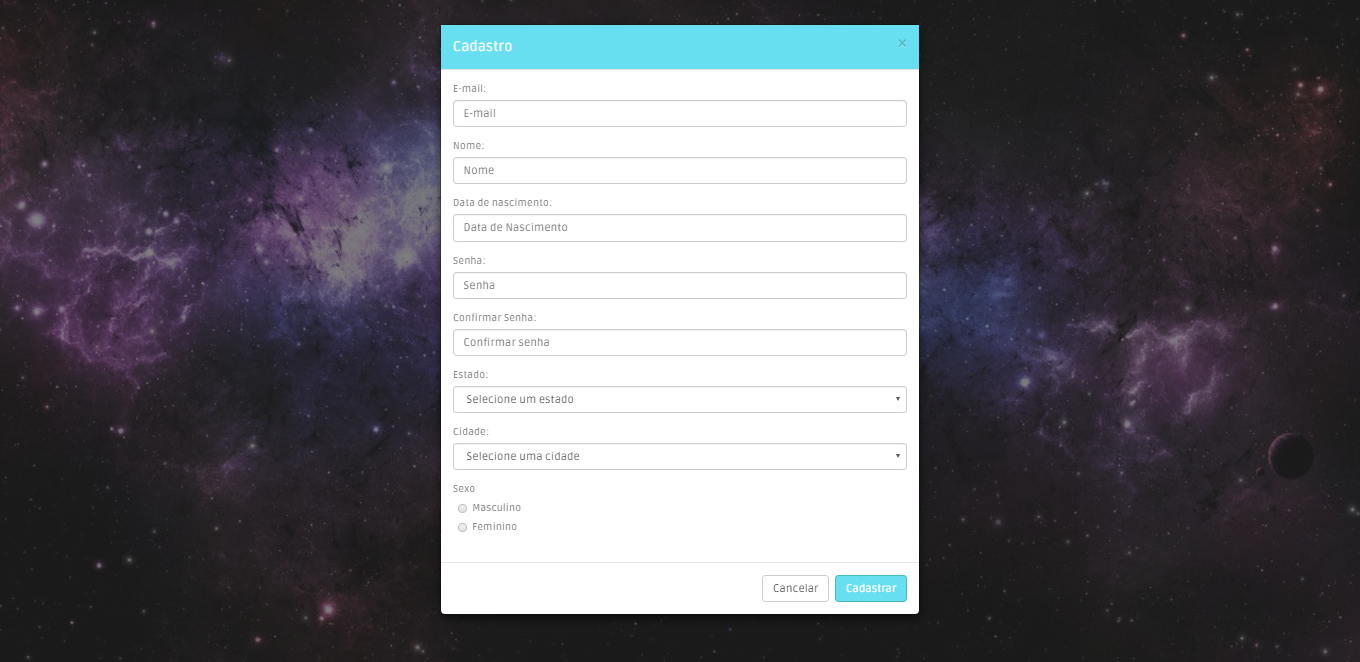 Cadastro ×
E-mail:
E-mail
Nome:
Nome
Data de nascimento:
Data de Nascimento
Senha:
Senha
Confirmar Senha:
Confirmar senha
Estado:
Selecione um estado
Cidade:
Selecione uma cidade
Sexo
Masculino
Feminino
Cancelar Cadastrar